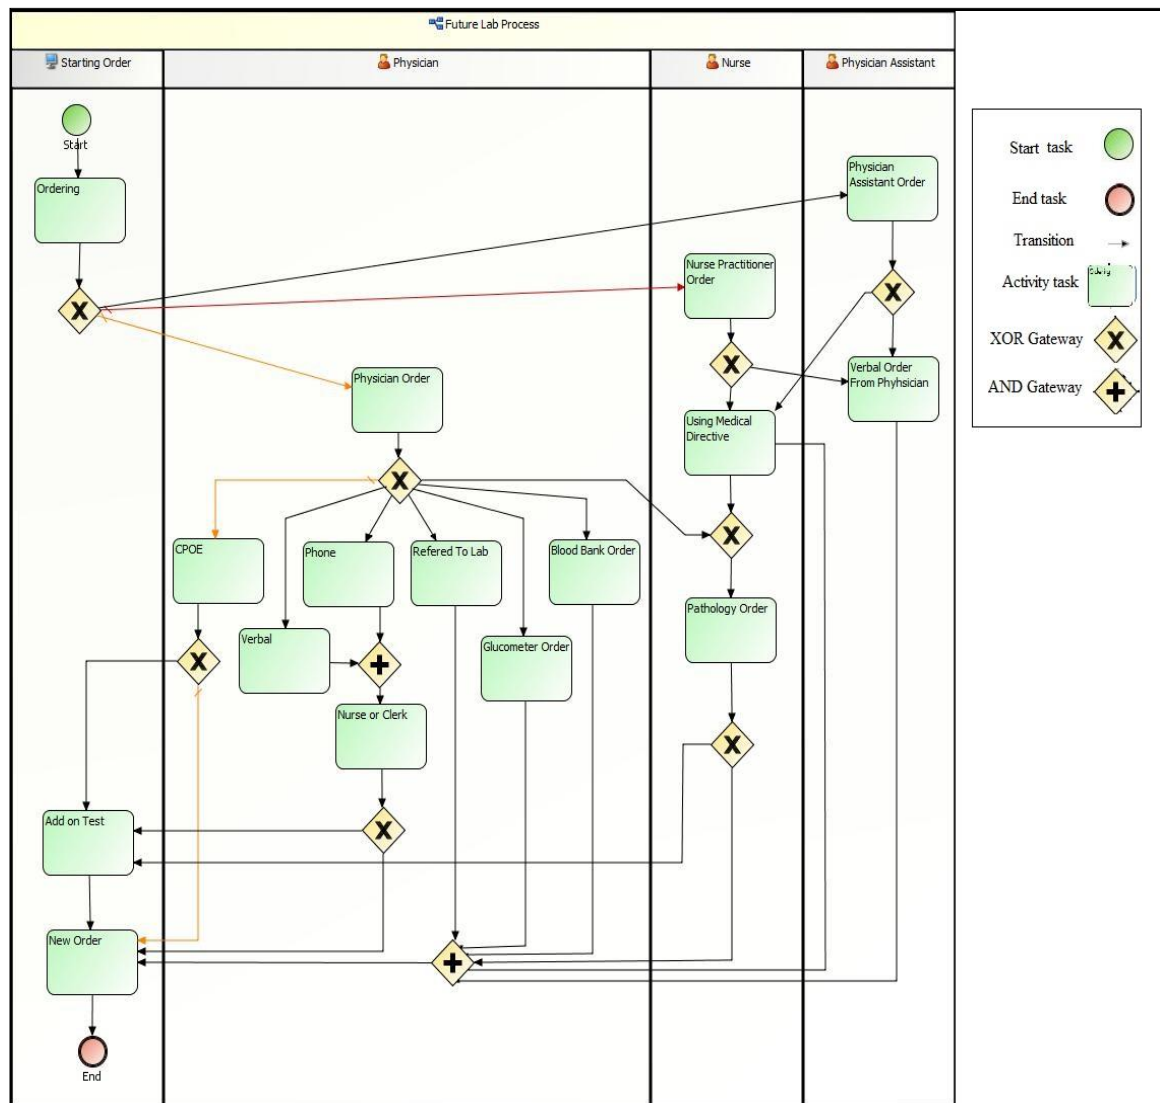 Future Lab Process
Starting Order
Physician
Nurse
Physician Assistant
Start
Ordering
Physician
Assistant Order
Nurse Practitioner
Order
Verbal Order
From Phyhsician
Physician Order
Using Medical
Directive
CPOE
Phone
Refered To Lab
Blood Bank Order
Verbal
Glucometer Order
Pathology Order
Nurse or Clerk
Add on Test
New Order
End
Start task
End task
Transition
Activity task
XOR Gateway
AND Gateway